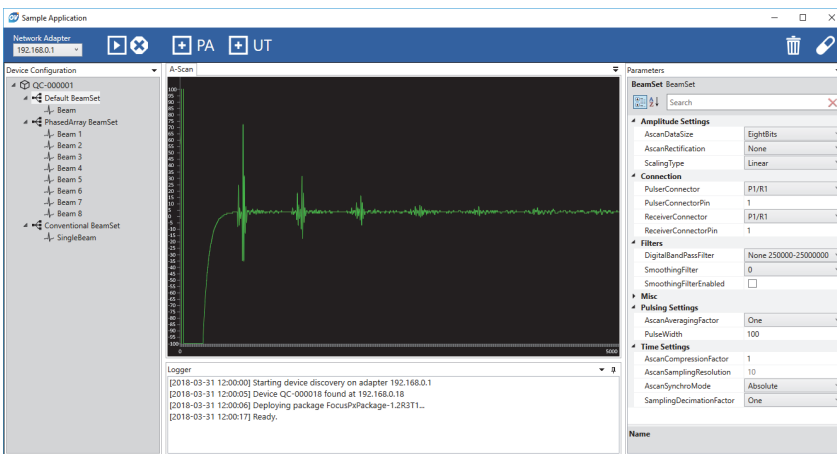 Sample Application
Network Adapter
192.168.0.1
PA
UT
Device Configuration
QC-000001
Default BeamSet
Beam
PhasedArray BeamSet
Beam 1
Beam 2
Beam 3
Beam 4
Beam 5
Beam 6
Beam 7
Beam 8
Conventional BeamSet
SingleBeam
A-Scan
100
95
90
85
80
75
70
65
60
55
50
45
40
35
30
25
20
15
10
5
0
-5
-10
-15
-20
-25
-30
-35
-40
-45
-50
-55
-60
-65
-70
-75
-80
-85
-90
-95
-100
0
5000
Logger
[2018-03-31 12:00:00] Starting device discovery on adapter 192.168.0.1
[2018-03-31 12:00:05] Device QC-000018 found at 192.168.0.18
[2018-03-31 12:00:06] Deploying package FocusPxPackage-1.2R3T1...
[2018-03-31 12:00:17] Ready.
Parameters
BeamSet BeamSet
Search
Amplitude Settings
AscanDataSize EightBits
AscanRectification None
ScalingType Linear
Connection
PulserConnector P1/R1
PulserConnectorPin 1
ReceiverConnector P1/R1
ReceiverConnectorPin 1
Filters
DigitalBandPassFilter None 250000-25000000
SmoothingFilter 0
SmoothingFilterEnabled
Misc
Pulsing Settings
AscanAveragingFactor One
PulseWidth 100
Time Settings
AscanCompressionFactor 1
AscanSamplingResolution 10
AscanSynchroMode Absolute
SamplingDecimationFactor One
Name